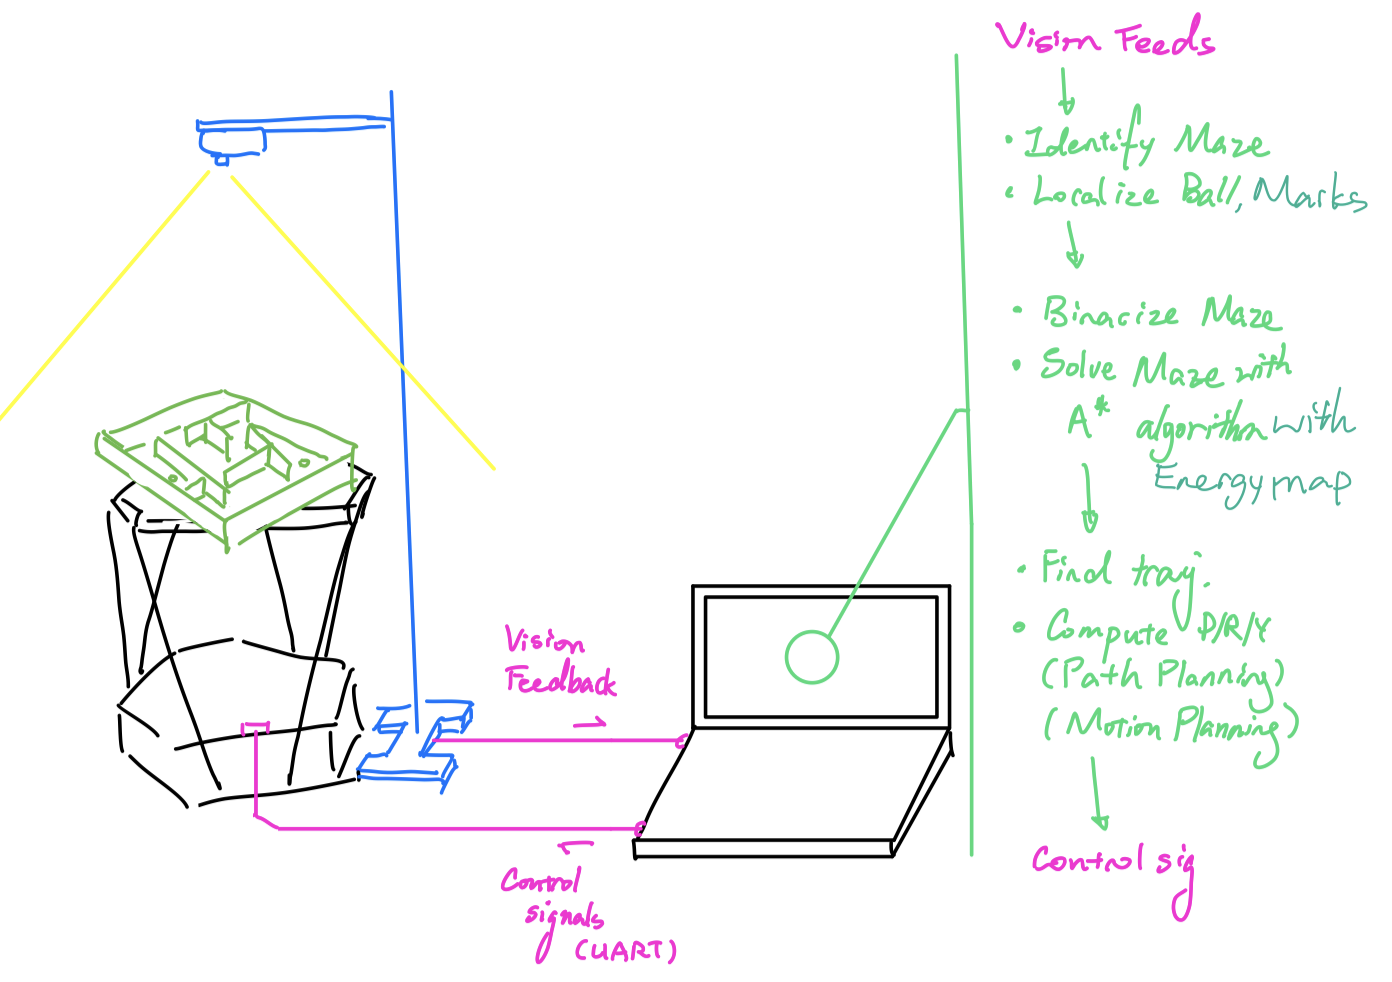 Vision Feeds
• Identify Maze
• Localize Ball, Marks
• Binarize Maze
• Solve Maze with
A* algorithm with
Energy map
• Find traj.
• Compute P/R/Y
(Path Planning)
(Motion Planning)
Control sig
Vision
Feedback
Control
signals
(UART)